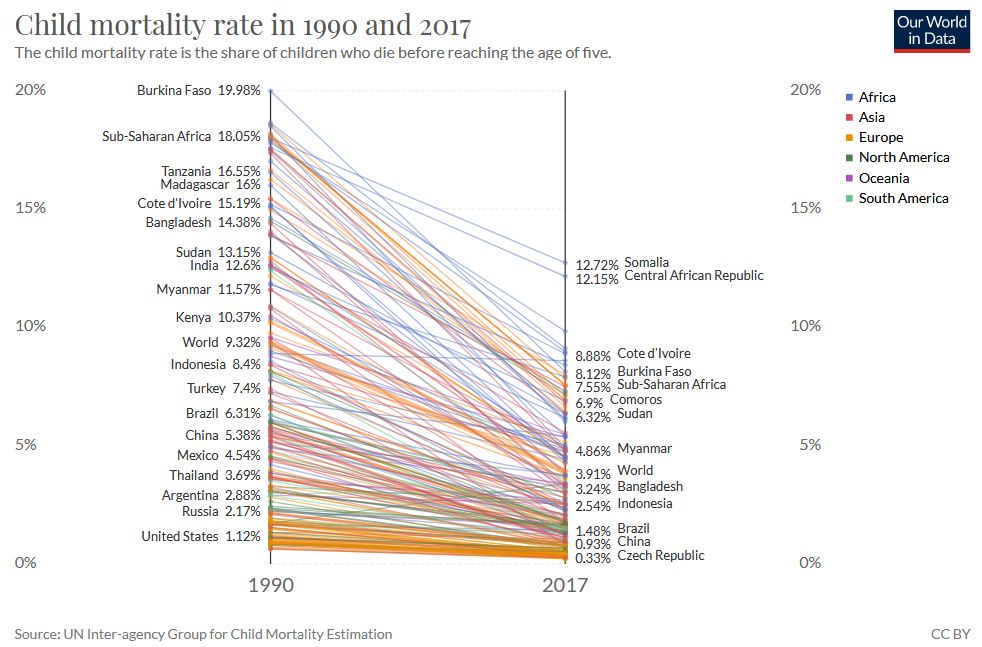 Child mortality rate in 1990 and 2017
The child mortality rate is the share of children who die before reaching the age of five.
Our World
in Data
20%
15%
10%
5%
0%
Burkina Faso 19.98%
Sub-Saharan Africa 18.05%
Tanzania 16.55%
Madagascar 16%
Cote d'Ivoire 15.19%
Bangladesh 14.38%
Sudan 13.15%
India 12.6%
Myanmar 11.57%
Kenya 10.37%
World 9.32%
Indonesia 8.4%
Turkey 7.4%
Brazil 6.31%
China 5.38%
Mexico 4.54%
Thailand 3.69%
Argentina 2.88%
Russia 2.17%
United States 1.12%
1990
12.72% Somalia
12.15% Central African Republic
8.88% Cote d'Ivoire
8.12% Burkina Faso
7.55% Sub-Saharan Africa
6.9% Comoros
6.32% Sudan
4.86% Myanmar
3.91% World
3.24% Bangladesh
2.54% Indonesia
1.48% Brazil
0.93% China
0.33% Czech Republic
2017
20%
15%
10%
5%
0%
Africa
Asia
Europe
North America
Oceania
South America
Source: UN Inter-agency Group for Child Mortality Estimation
CC BY